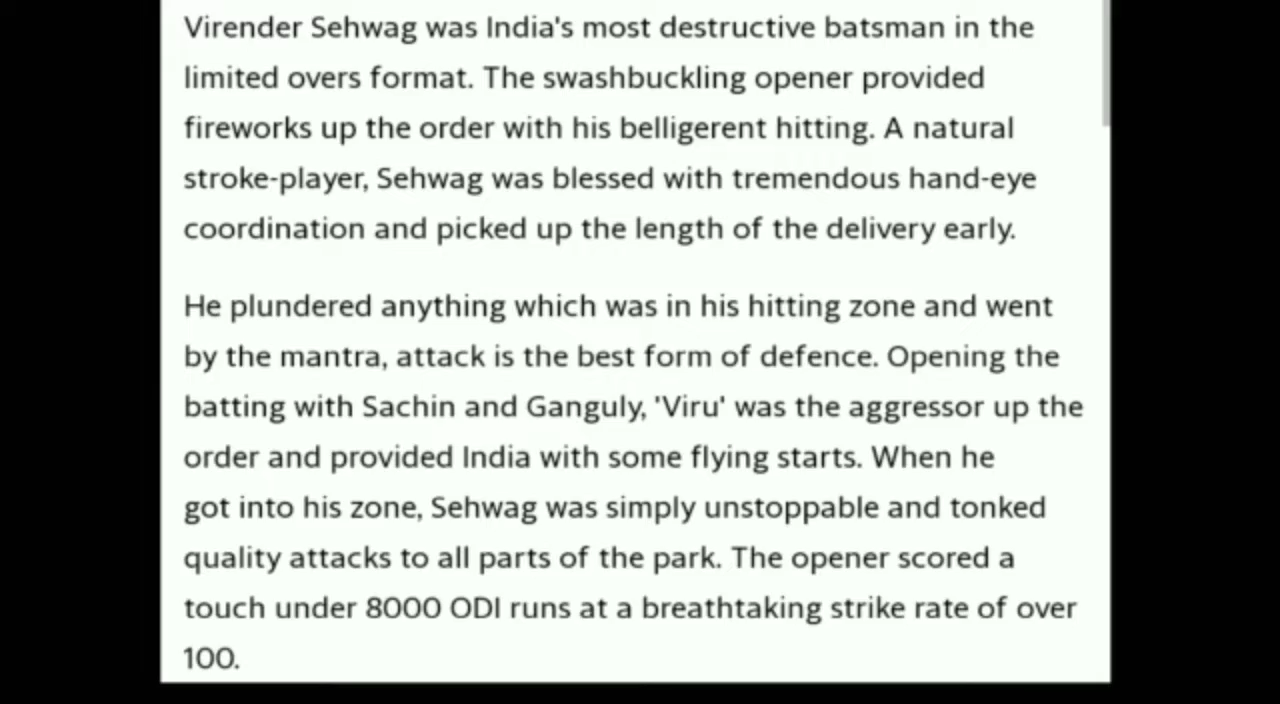 Virender Sehwag was India's most destructive batsman in the
limited overs format. The swashbuckling opener provided
fireworks up the order with his belligerent hitting. A natural
stroke-player, Sehwag was blessed with tremendous hand-eye
coordination and picked up the length of the delivery early.
He plundered anything which was in his hitting zone and went
by the mantra, attack is the best form of defence. Opening the
batting with Sachin and Ganguly, 'Viru' was the aggressor up the
order and provided India with some flying starts. When he
got into his zone, Sehwag was simply unstoppable and tonked
quality attacks to all parts of the park. The opener scored a
touch under 8000 ODI runs at a breathtaking strike rate of over
100.